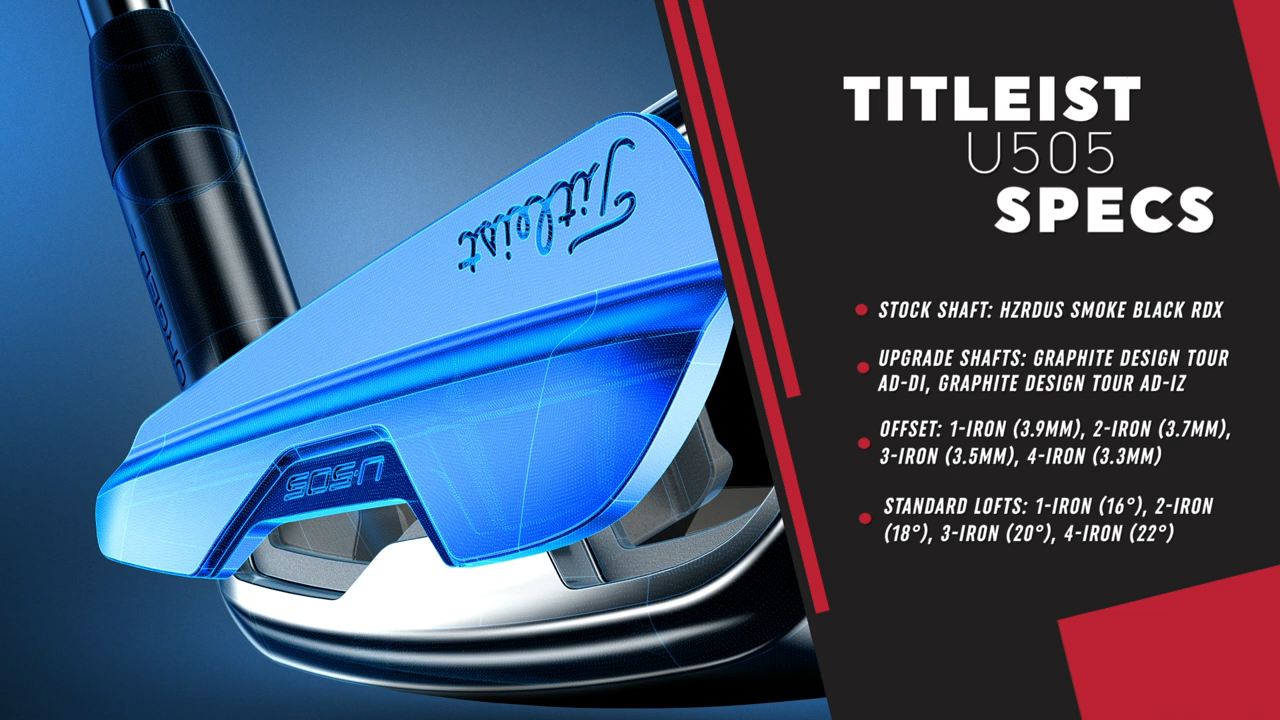 TITLEIST
U505
SPECS
STOCK SHAFT: HZRDUS SMOKE BLACK RDX
UPGRADE SHAFTS: GRAPHITE DESIGN TOUR
AD-DI, GRAPHITE DESIGN TOUR AD-IZ
OFFSET: 1-IRON (3.9MM), 2-IRON (3.7MM),
3-IRON (3.5MM), 4-IRON (3.3MM)
STANDARD LOFTS: 1-IRON (16°), 2-IRON
(18°), 3-IRON (20°), 4-IRON (22°)
Titleist
U•505